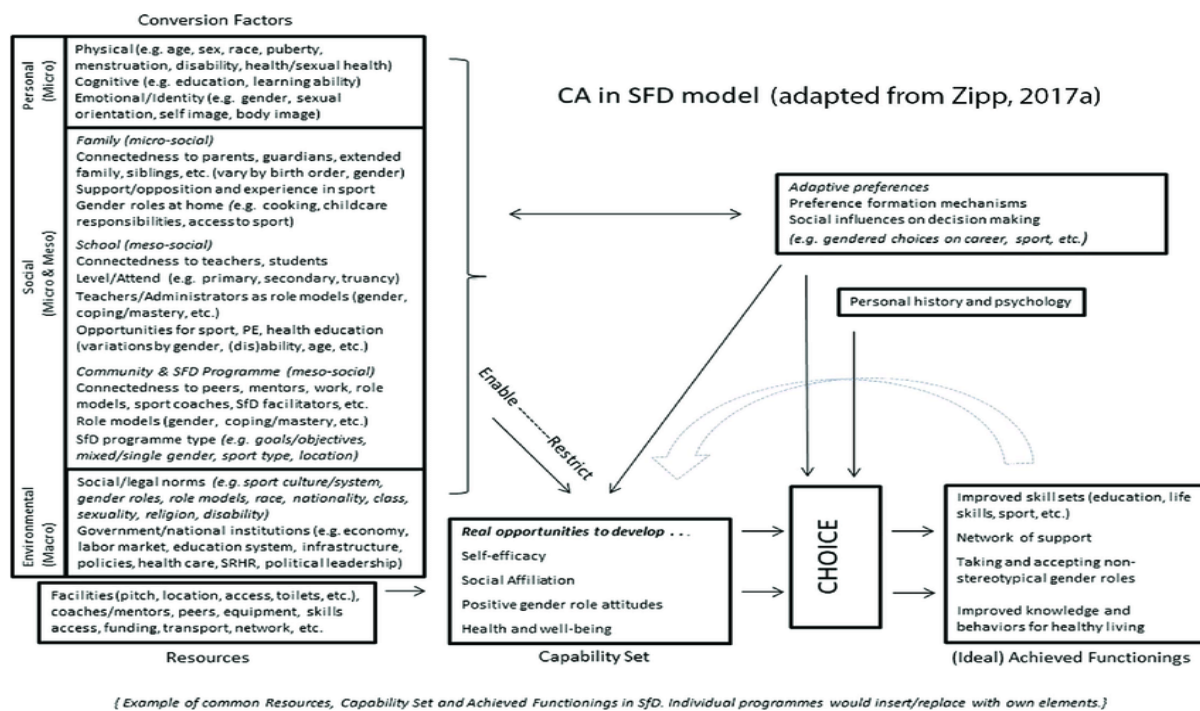 Conversion Factors
Personal
(Micro)
Physical (e.g. age, sex, race, puberty,
menstruation, disability, health/sexual health)
Cognitive (e.g. education, learning ability)
Emotional/Identity (e.g. gender, sexual
orientation, self image, body image)
Social
(Micro & Meso)
Family (micro-social)
Connectedness to parents, guardians, extended
family, siblings, etc. (vary by birth order, gender)
Support/opposition and experience in sport
Gender roles at home (e.g. cooking, childcare
responsibilities, access to sport)
School (meso-social)
Connectedness to teachers, students
Level/Attend (e.g. primary, secondary, truancy)
Teachers/Administrators as role models (gender,
coping/mastery, etc.)
Opportunities for sport, PE, health education
(variations by gender, (dis)ability, age, etc.)
Community & SFD Programme (meso-social)
Connectedness to peers, mentors, work, role
models, sport coaches, SfD facilitators, etc.
Role models (gender, coping/mastery, etc.)
SfD programme type (e.g. goals/objectives,
mixed/single gender, sport type, location)
Environmental
(Macro)
Social/legal norms (e.g. sport culture/system,
gender roles, role models, race, nationality, class,
sexuality, religion, disability)
Government/national institutions (e.g. economy,
labor market, education system, infrastructure,
policies, health care, SRHR, political leadership)
Facilities (pitch, location, access, toilets, etc.),
coaches/mentors, peers, equipment, skills
access, funding, transport, network, etc.
Resources
CA in SFD model (adapted from Zipp, 2017a)
Adaptive preferences
Preference formation mechanisms
Social influences on decision making
(e.g. gendered choices on career, sport, etc.)
Personal history and psychology
Enable ------- Restrict
Real opportunities to develop . . .
Self-efficacy
Social Affiliation
Positive gender role attitudes
Health and well-being
Capability Set
CHOICE
Improved skill sets (education, life
skills, sport, etc.)
Network of support
Taking and accepting non-
stereotypical gender roles
Improved knowledge and
behaviors for healthy living
(Ideal) Achieved Functionings
{ Example of common Resources, Capability Set and Achieved Functionings in SfD. Individual programmes would insert/replace with own elements.}